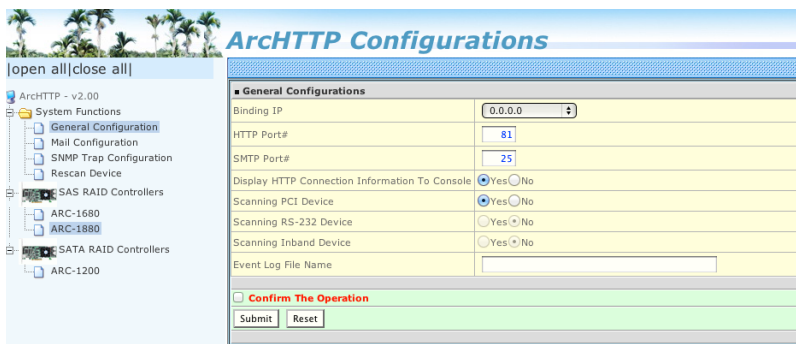 ArcHTTP Configurations
|open all|close all|
ArcHTTP - v2.00
System Functions
General Configuration
Mail Configuration
SNMP Trap Configuration
Rescan Device
SAS RAID Controllers
ARC-1680
ARC-1880
SATA RAID Controllers
ARC-1200
General Configurations
Binding IP 0.0.0.0
HTTP Port# 81
SMTP Port# 25
Display HTTP Connection Information To Console Yes No
Scanning PCI Device Yes No
Scanning RS-232 Device Yes No
Scanning Inband Device Yes No
Event Log File Name
Confirm The Operation
Submit Reset